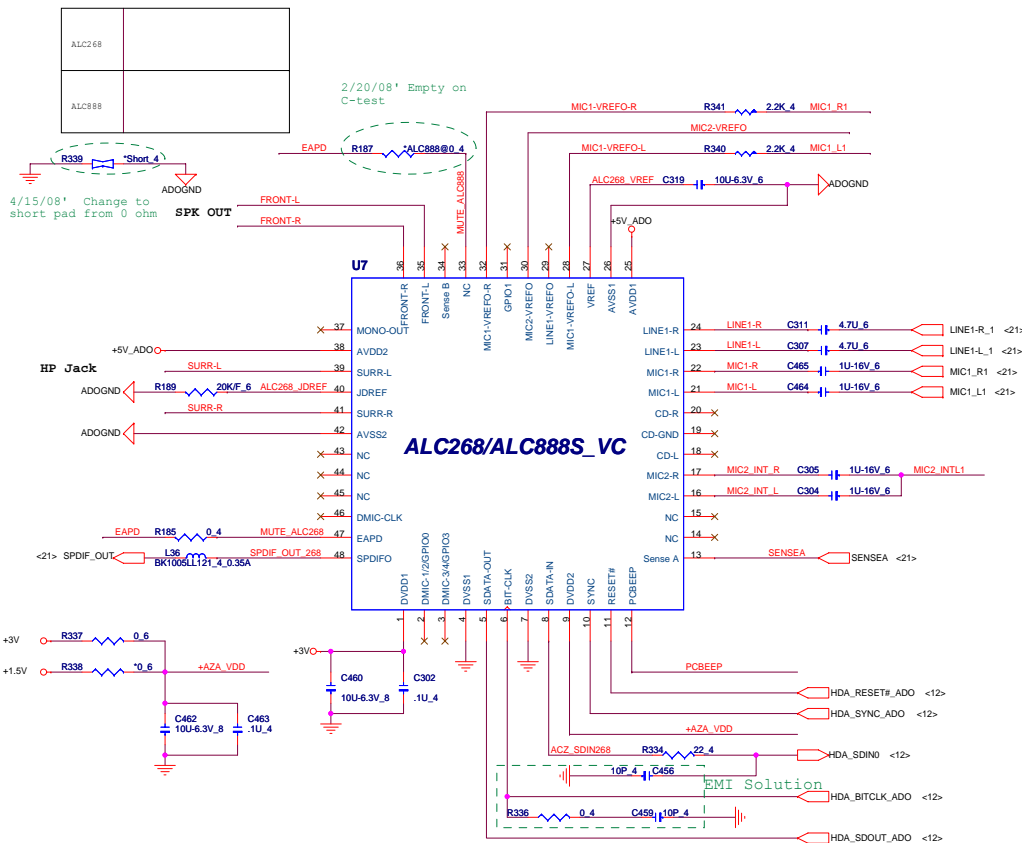 ALC268
ALC888
2/20/08' Empty on
C-test
EAPD R187 *ALC888@0_4
MUTE_ALC888
R339 *Short_4
ADOGND
4/15/08' Change to
short pad from 0 ohm
SPK OUT
FRONT-L
FRONT-R
MIC1-VREFO-R R341 2.2K_4 MIC1_R1
MIC2-VREFO
MIC1-VREFO-L R340 2.2K_4 MIC1_L1
ALC268_VREF C319 10U-6.3V_6 ADOGND
+5V_ADO
U7
36 35 34 33 32 31 30 29 28 27 26 25
FRONT-R
FRONT-L
Sense B
NC
MIC1-VREFO-R
GPIO1
MIC2-VREFO
LINE1-VREFO
MIC1-VREFO-L
VREF
AVSS1
AVDD1
37 MONO-OUT
+5V_ADO 38 AVDD2
HP Jack
SURR-L 39 SURR-L
ADOGND R189 20K/F_6 ALC268_JDREF 40 JDREF
SURR-R 41 SURR-R
ADOGND 42 AVSS2
43 NC
44 NC
45 NC
46 DMIC-CLK
EAPD R185 0_4 MUTE_ALC268 47 EAPD
<21> SPDIF_OUT L36 SPDIF_OUT_268 48 SPDIFO
BK1005LL121_4_0.35A
ALC268/ALC888S_VC
LINE1-R 24 LINE1-R C311 4.7U_6 LINE1-R_1 <21>
LINE1-L 23 LINE1-L C307 4.7U_6 LINE1-L_1 <21>
MIC1-R 22 MIC1-R C465 1U-16V_6 MIC1_R1 <21>
MIC1-L 21 MIC1-L C464 1U-16V_6 MIC1_L1 <21>
CD-R 20
CD-GND 19
CD-L 18
MIC2-R 17 MIC2_INT_R C305 1U-16V_6 MIC2_INTL1
MIC2-L 16 MIC2_INT_L C304 1U-16V_6
NC 15
NC 14
Sense A 13 SENSEA SENSEA <21>
DVDD1
DMIC-1/2/GPIO0
DMIC-3/4/GPIO3
DVSS1
SDATA-OUT
BIT-CLK
DVSS2
SDATA-IN
DVDD2
SYNC
RESET#
PCBEEP
1 2 3 4 5 6 7 8 9 10 11 12
+3V R337 0_6
+1.5V R338 *0_6 +AZA_VDD
C462
10U-6.3V_8
C463
.1U_4
+3V
C460
10U-6.3V_8
C302
.1U_4
PCBEEP
HDA_RESET#_ADO <12>
HDA_SYNC_ADO <12>
+AZA_VDD
ACZ_SDIN268 R334 22_4 HDA_SDIN0 <12>
10P_4 C456
EMI Solution
HDA_BITCLK_ADO <12>
R336 0_4 C459 10P_4
HDA_SDOUT_ADO <12>